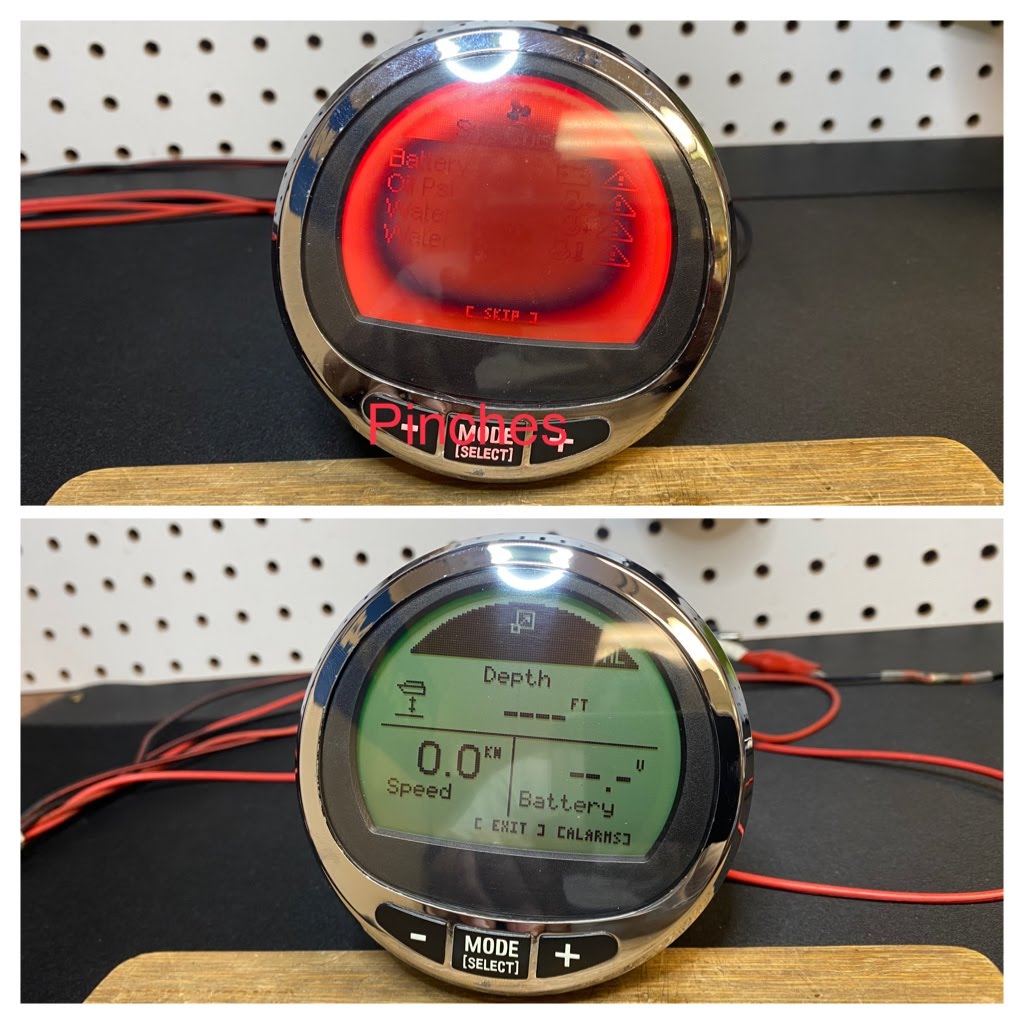 Battery
Oil Psi
Water
Water
[ SKIP ]
Pinches
- MODE +
[SELECT]
Depth
---- FT
0.0 KN
--.- V
Speed
Battery
[ EXIT ] [ALARMS]
- MODE +
[SELECT]